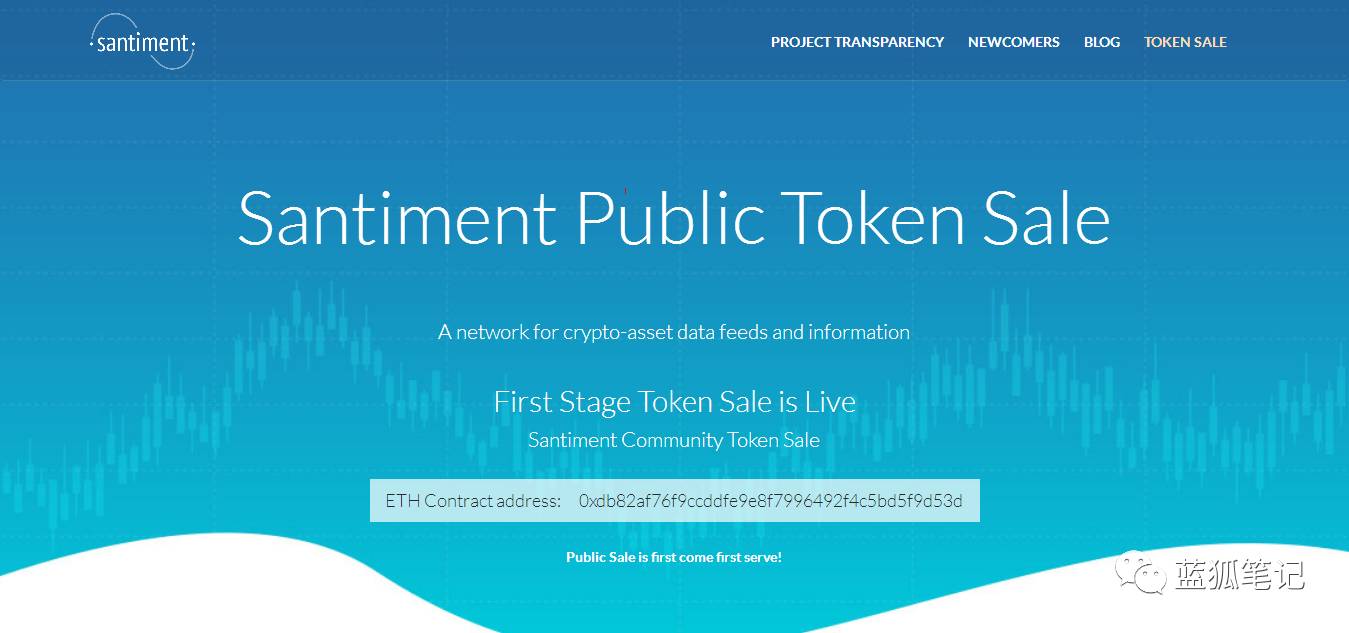 santiment
PROJECT TRANSPARENCY NEWCOMERS BLOG TOKEN SALE
Santiment Public Token Sale
A network for crypto-asset data feeds and information
First Stage Token Sale is Live
Santiment Community Token Sale
ETH Contract address: 0xdb82af76f9ccddfe9e8f7996492f4c5bd5f9d53d
Public Sale is first come first serve!
蓝狐笔记